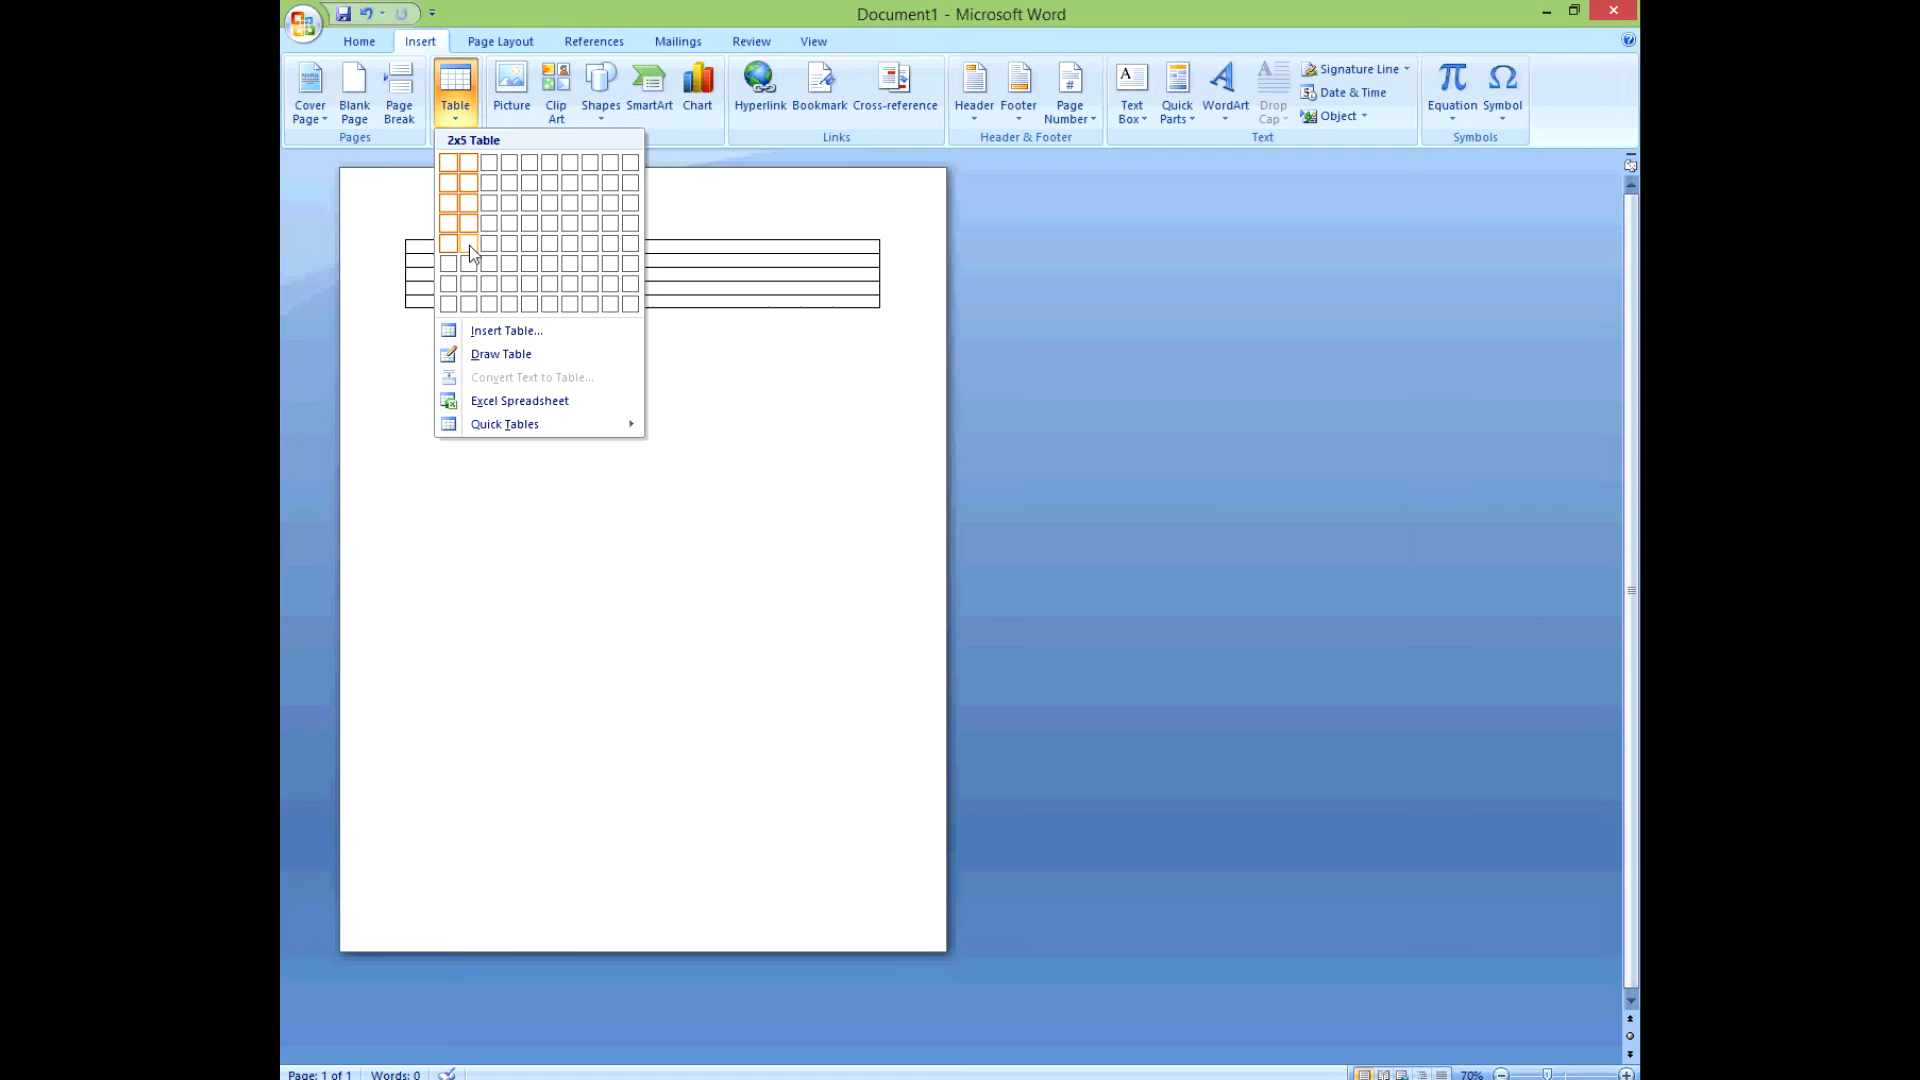 Document1 - Microsoft Word
Home Insert Page Layout References Mailings Review View
Cover Page
Blank Page
Page Break
Table
Picture
Clip Art
Shapes
SmartArt
Chart
Hyperlink
Bookmark
Cross-reference
Header
Footer
Page Number
Text Box
Quick Parts
WordArt
Drop Cap
Signature Line
Date & Time
Object
Equation
Symbol
Pages
Links
Header & Footer
Text
Symbols
2x5 Table
Insert Table...
Draw Table
Convert Text to Table...
Excel Spreadsheet
Quick Tables
Page: 1 of 1 Words: 0 70%